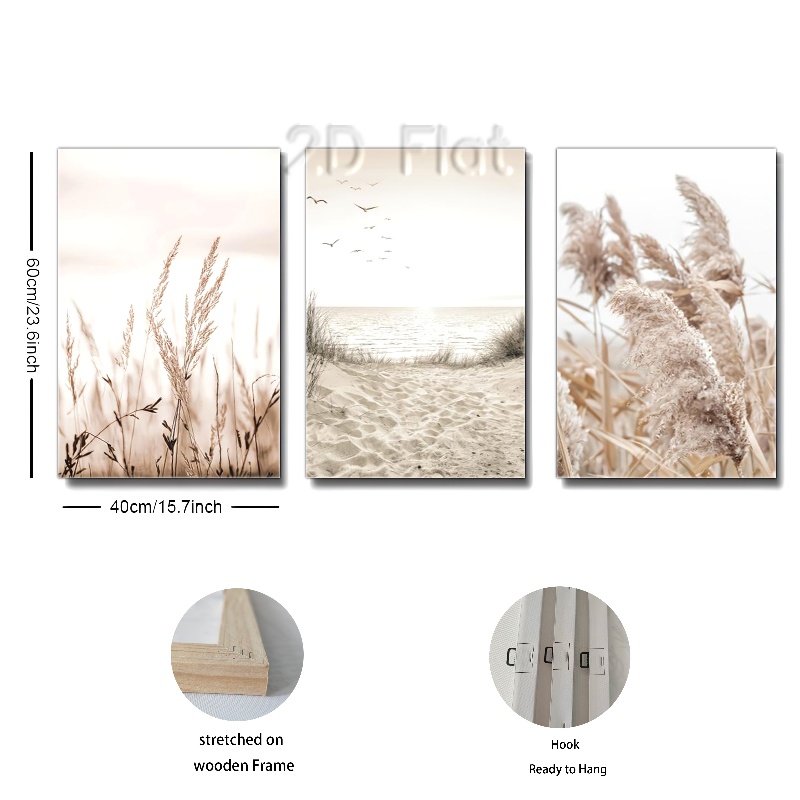 2D Flat
60cm/23.6inch
40cm/15.7inch
stretched on
wooden Frame
Hook
Ready to Hang